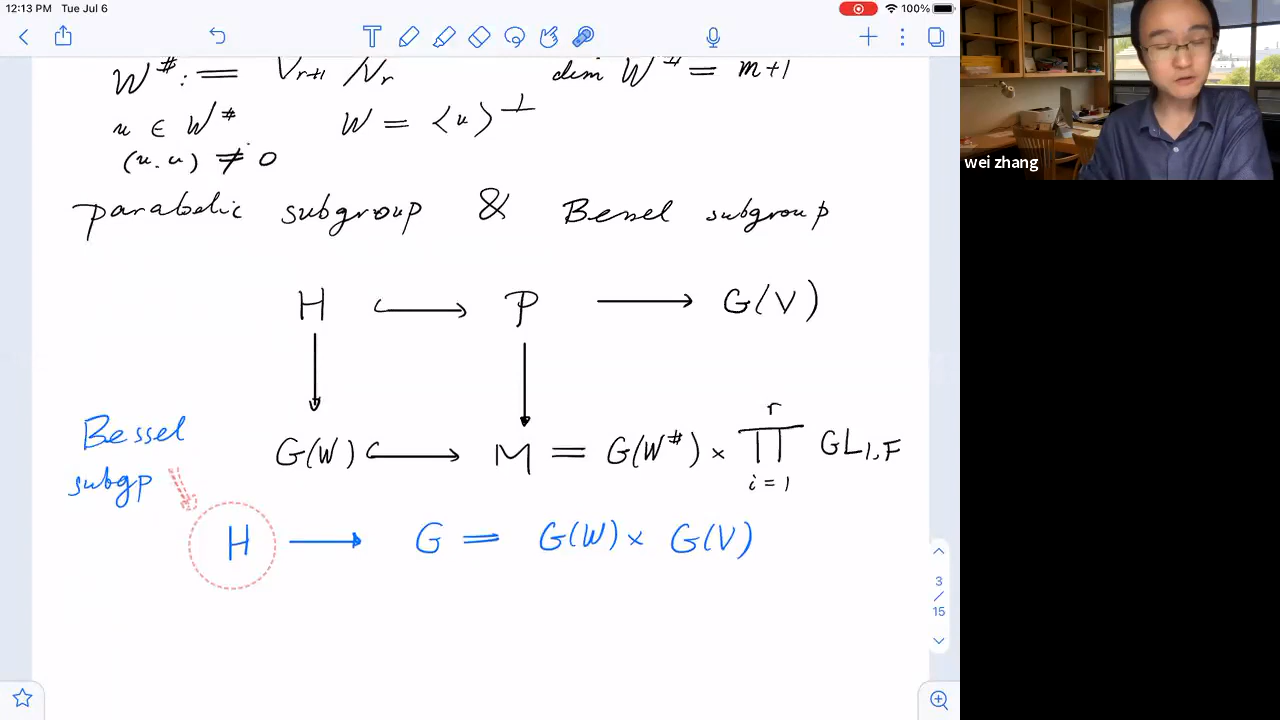 12:13 PM Tue Jul 6
100%
W^# := V_{r+1} / V_r dim W^# = m+1
u ∈ W^# W = ⟨u⟩^⊥
(u.u) ≠ 0
parabolic subgroup & Bessel subgroup
H ↪ P → G(V)
G(W) ↪ M = G(W^#) × ∏_{i=1}^{r} GL_{1,F}
Bessel
subgp
H → G = G(W) × G(V)
3
/
15
wei zhang